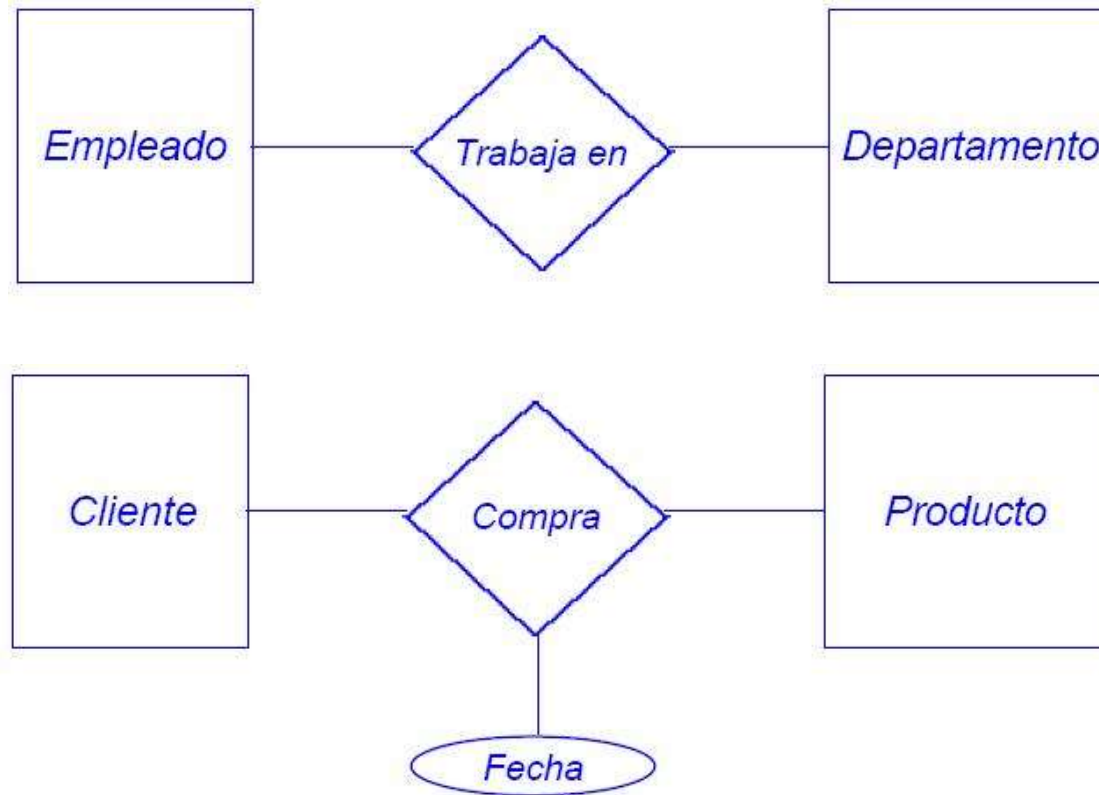 Empleado
Trabaja en
Departamento
Cliente
Compra
Producto
Fecha